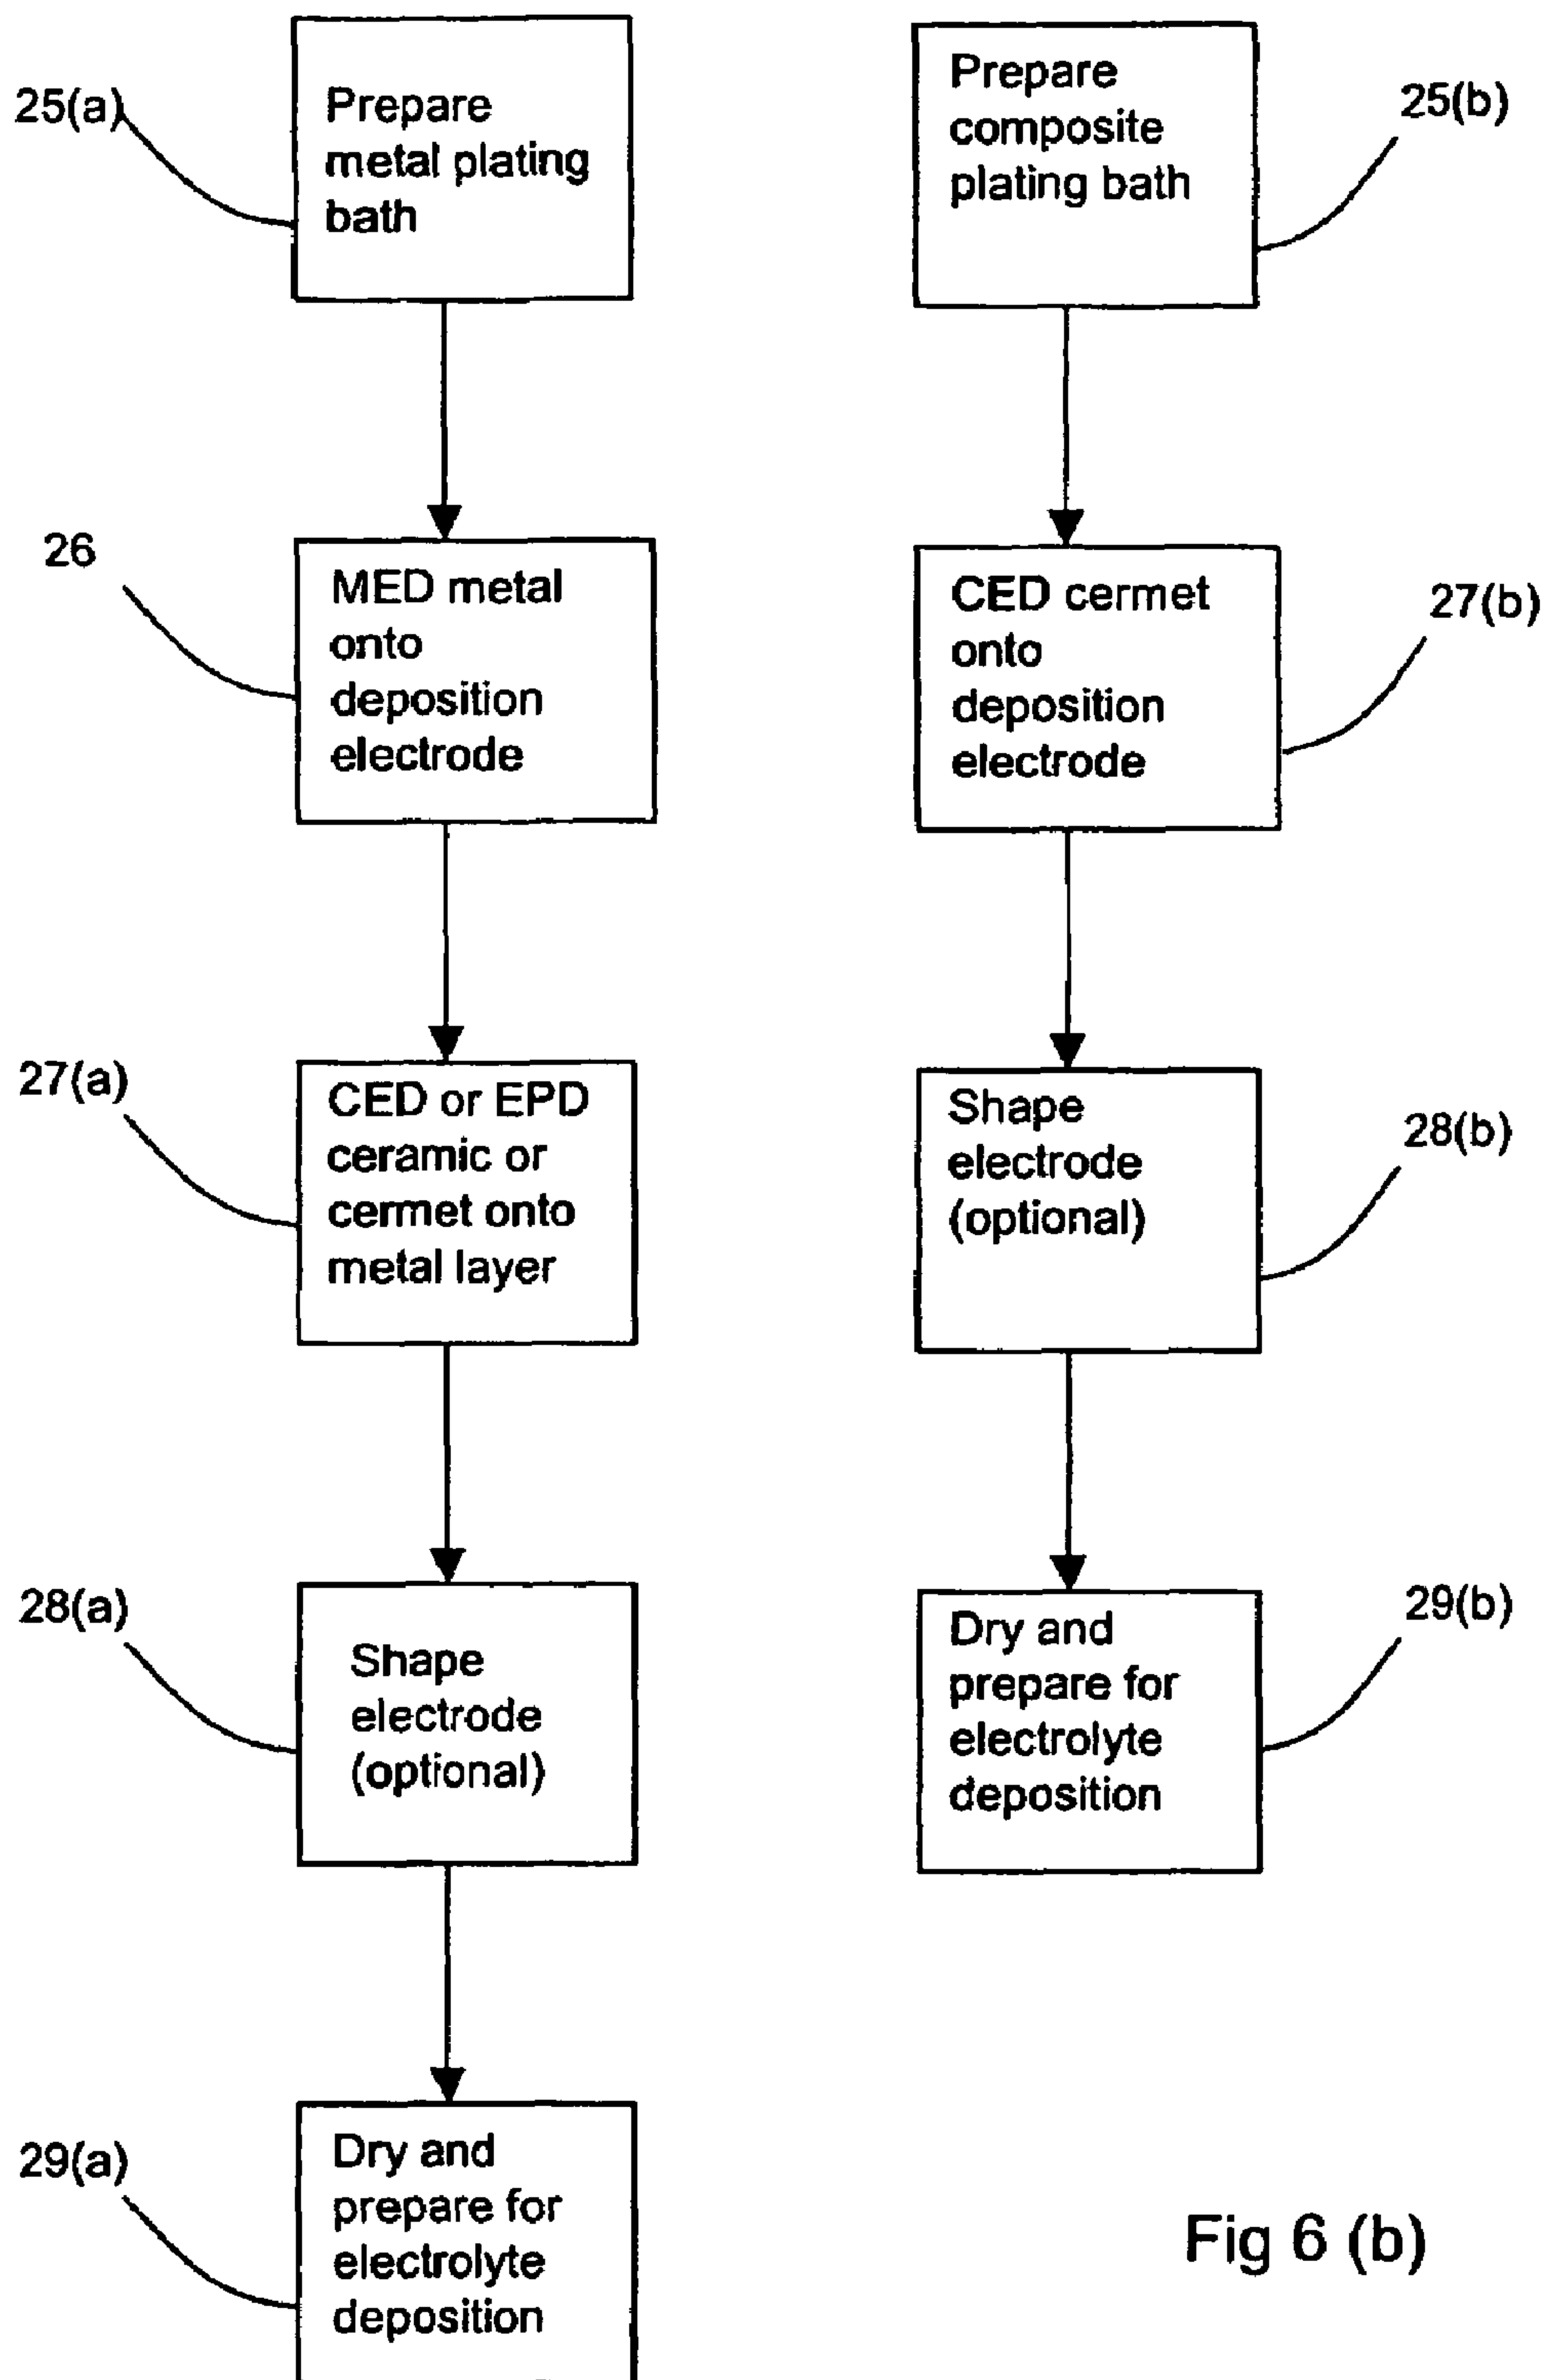 25(a)
Prepare
metal plating
bath
26
MED metal
onto
deposition
electrode
27(a)
CED or EPD
ceramic or
cermet onto
metal layer
28(a)
Shape
electrode
(optional)
29(a)
Dry and
prepare for
electrolyte
deposition
Prepare
composite
plating bath
25(b)
CED cermet
onto
deposition
electrode
27(b)
Shape
electrode
(optional)
28(b)
Dry and
prepare for
electrolyte
deposition
29(b)
Fig 6 (b)